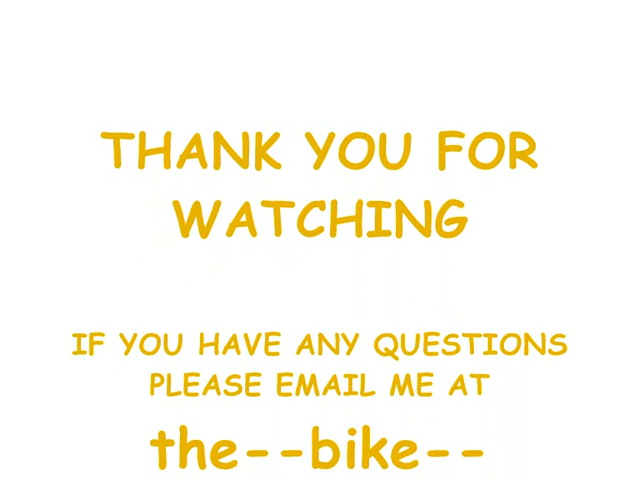 THANK YOU FOR
WATCHING
IF YOU HAVE ANY QUESTIONS
PLEASE EMAIL ME AT
the--bike--